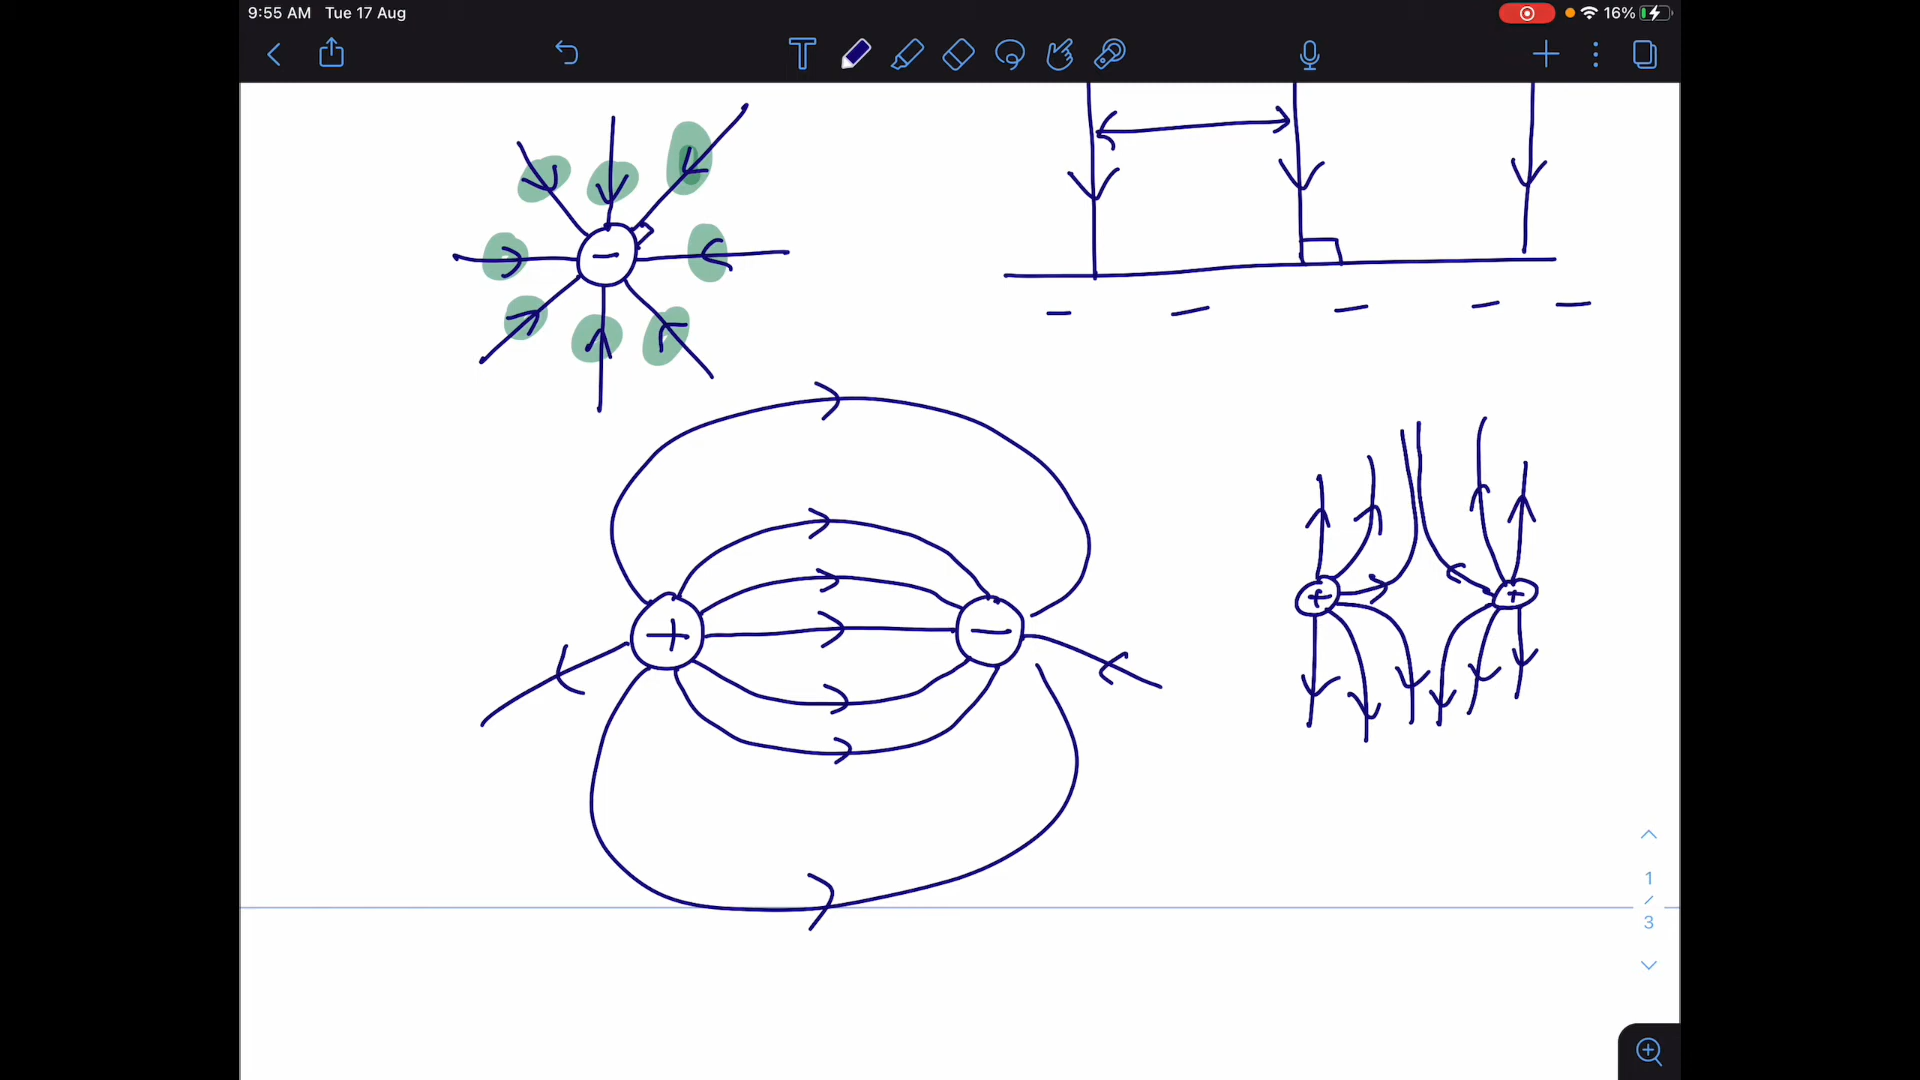 9:55 AM Tue 17 Aug
16%
T
−
− − − − −
+ −
+ +
1
/
3